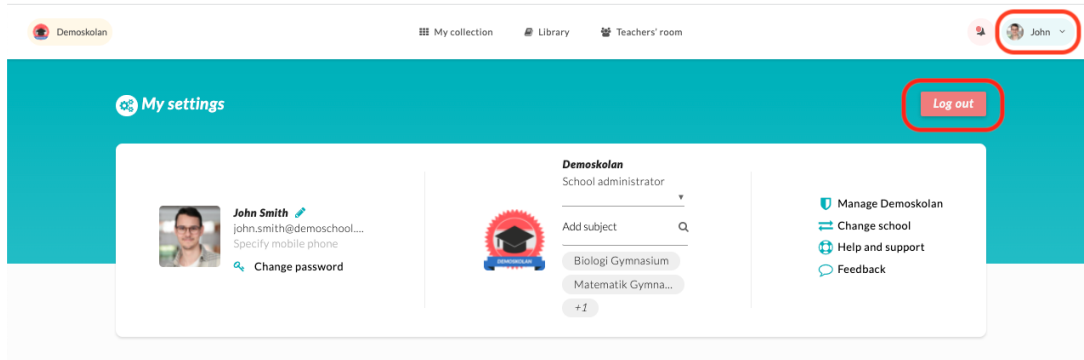 Demoskolan
My collection
Library
Teachers' room
John
My settings
Log out
John Smith
john.smith@demoschool....
Specify mobile phone
Change password
DEMOSKOLAN
Demoskolan
School administrator
Add subject
Biologi Gymnasium
Matematik Gymna...
+1
Manage Demoskolan
Change school
Help and support
Feedback